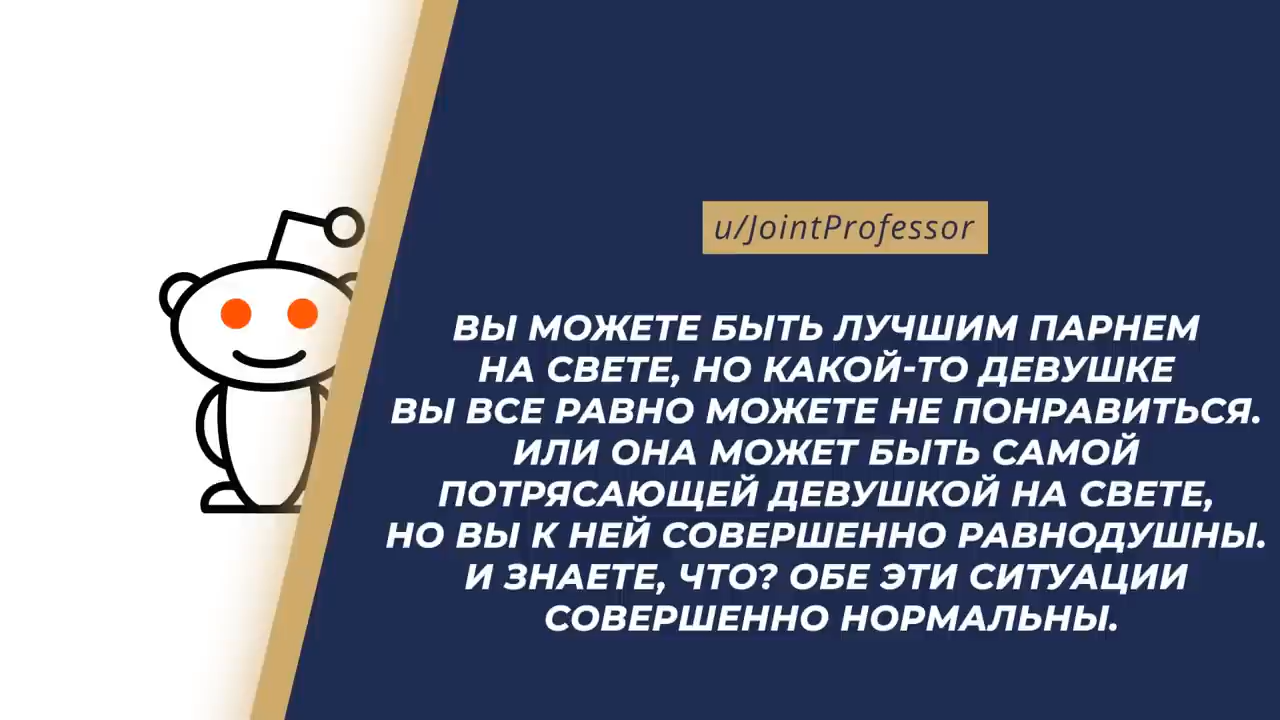 u/JointProfessor
ВЫ МОЖЕТЕ БЫТЬ ЛУЧШИМ ПАРНЕМ
НА СВЕТЕ, НО КАКОЙ-ТО ДЕВУШКЕ
ВЫ ВСЕ РАВНО МОЖЕТЕ НЕ ПОНРАВИТЬСЯ.
ИЛИ ОНА МОЖЕТ БЫТЬ САМОЙ
ПОТРЯСАЮЩЕЙ ДЕВУШКОЙ НА СВЕТЕ,
НО ВЫ К НЕЙ СОВЕРШЕННО РАВНОДУШНЫ.
И ЗНАЕТЕ, ЧТО? ОБЕ ЭТИ СИТУАЦИИ
СОВЕРШЕННО НОРМАЛЬНЫ.